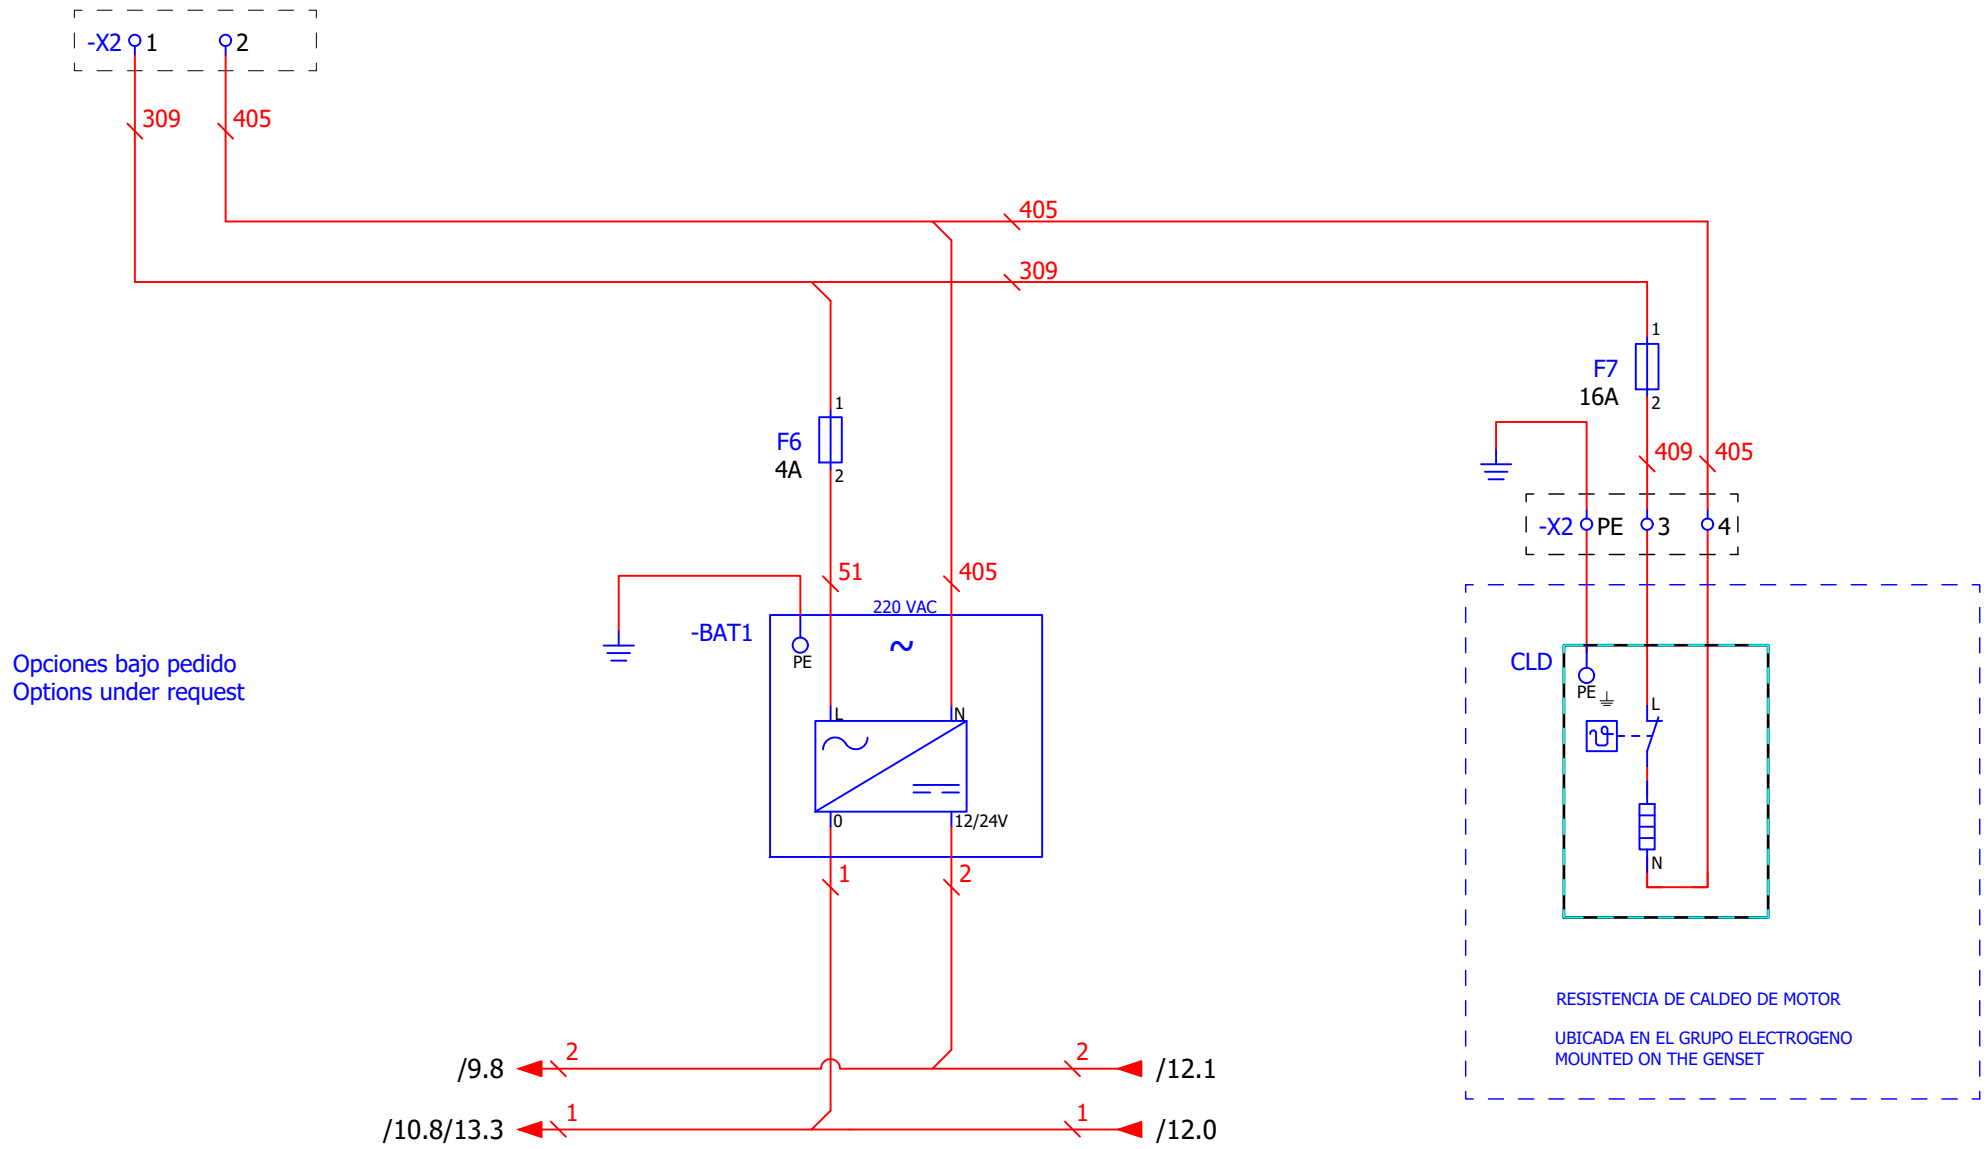 -X2 1 2
309 405
405
309
1
F7
16A
2
1
F6
4A
2
409 405
-X2 PE 3 4
51 405
220 VAC
-BAT1
~
PE
Opciones bajo pedido
Options under request
CLD
PE
L N
L
ϑ
0 12/24V
N
1 2
RESISTENCIA DE CALDEO DE MOTOR
UBICADA EN EL GRUPO ELECTROGENO
MOUNTED ON THE GENSET
/9.8 2 2 /12.1
/10.8/13.3 1 1 /12.0